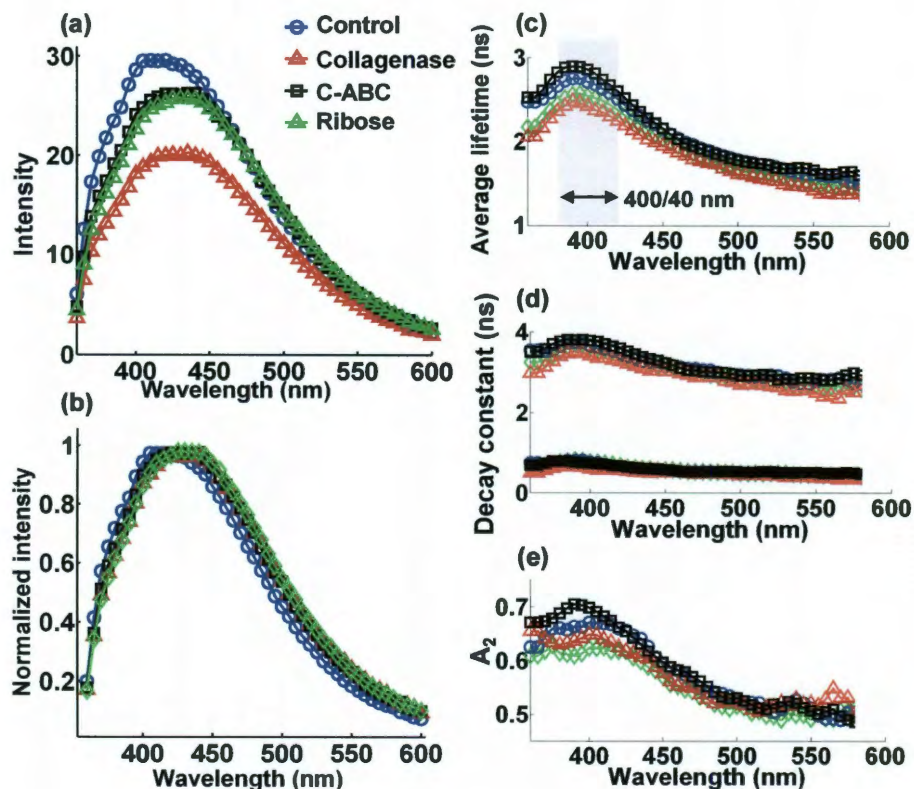 (a)
Control
Collagenase
C-ABC
Ribose
30
20
10
0
Intensity
400 450 500 550 600
Wavelength (nm)
(b)
1
0.8
0.6
0.4
0.2
Normalized intensity
400 450 500 550 600
Wavelength (nm)
(c)
3
2
1
Average lifetime (ns)
400/40 nm
400 450 500 550 600
Wavelength (nm)
(d)
4
2
0
Decay constant (ns)
400 450 500 550 600
Wavelength (nm)
(e)
0.7
0.6
0.5
A2
400 450 500 550 600
Wavelength (nm)